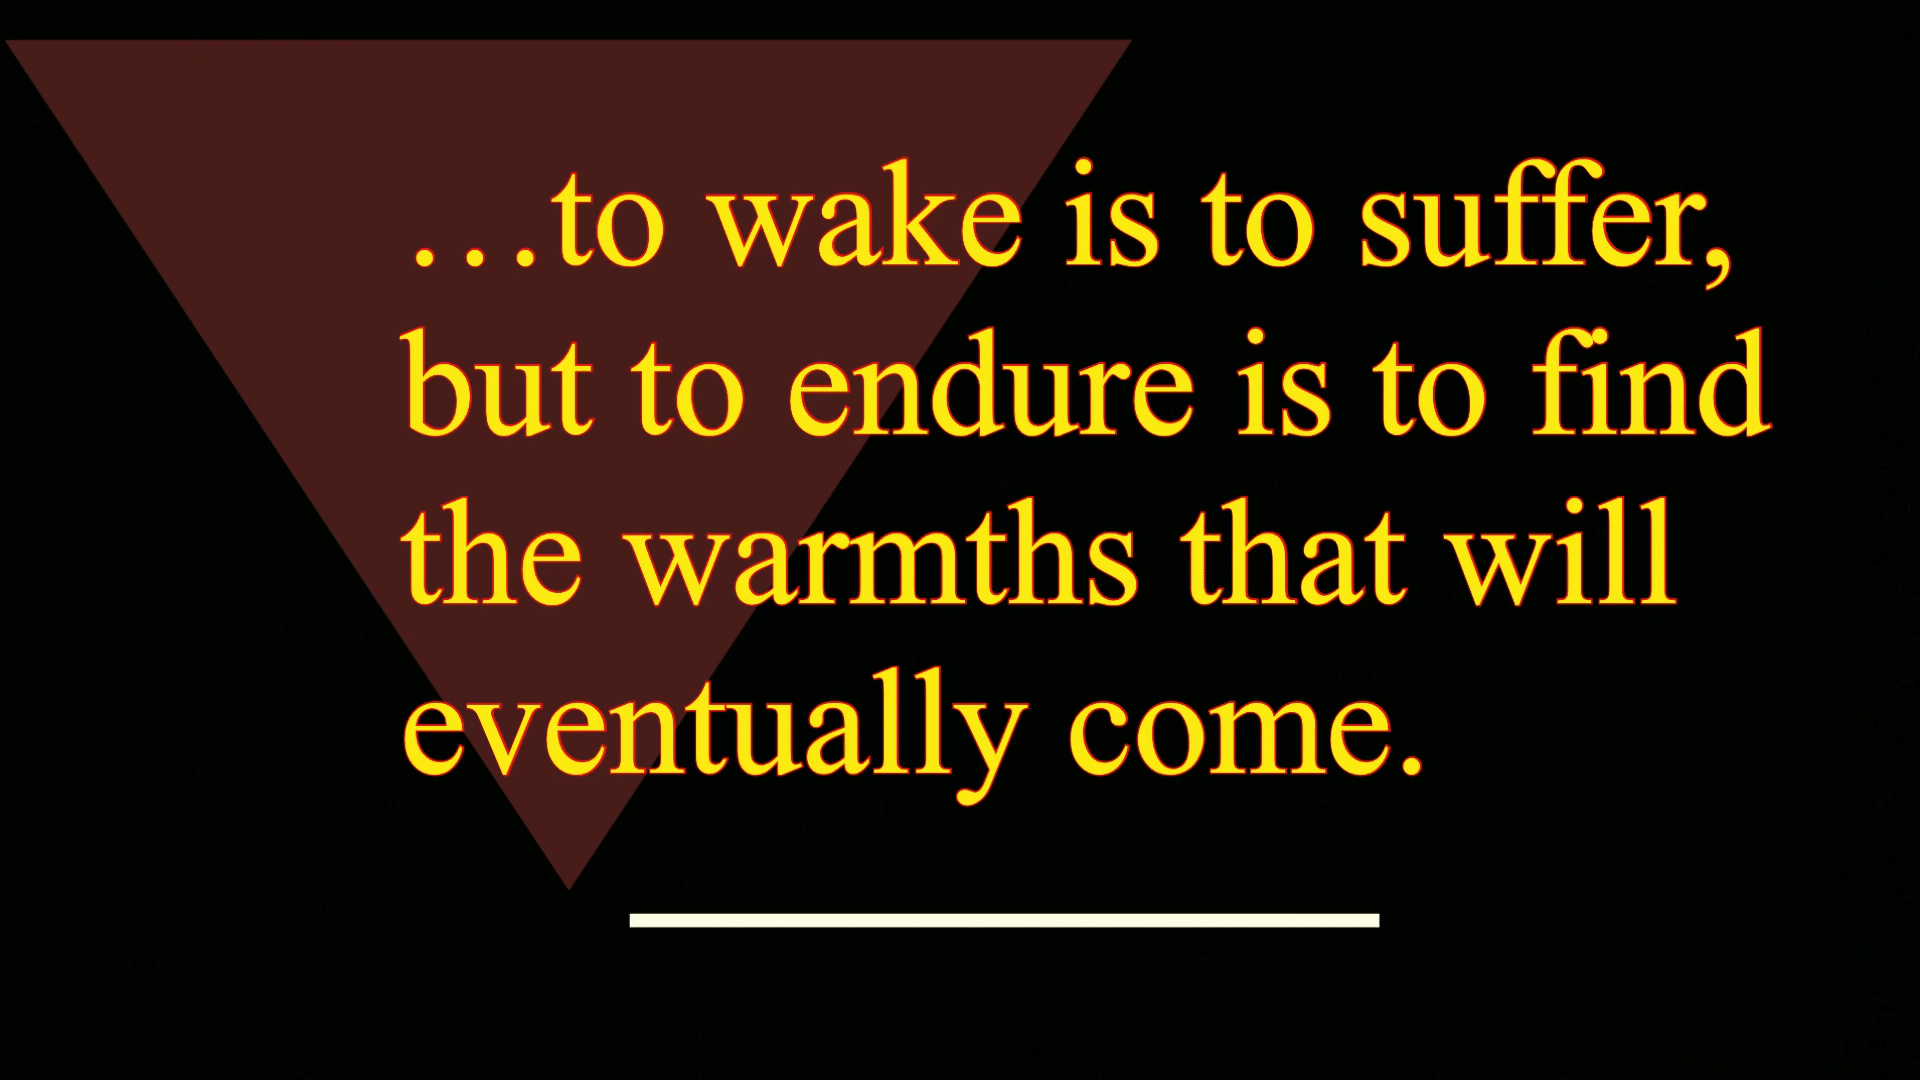 …to wake is to suffer,
but to endure is to find
the warmths that will
eventually come.